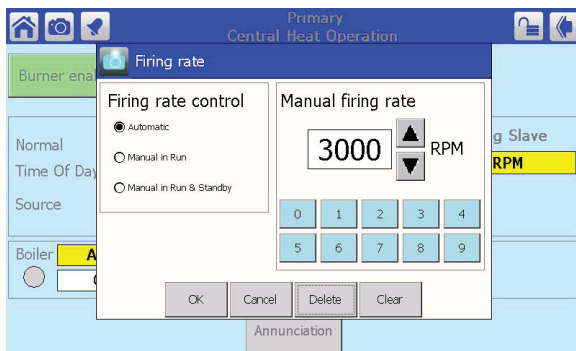 Primary
Central Heat Operation
Firing rate
Burner ena
Firing rate control
Automatic
Manual in Run
Manual in Run & Standby
Manual firing rate
3000 RPM
0 1 2 3 4
5 6 7 8 9
Normal
Time Of Day
Source
g Slave
RPM
Boiler A
OK Cancel Delete Clear
Annunciation